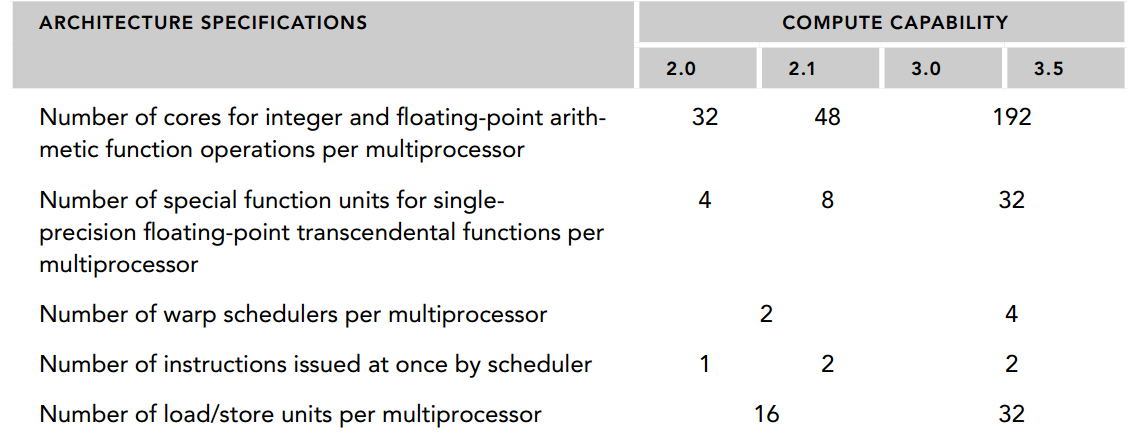 ARCHITECTURE SPECIFICATIONS COMPUTE CAPABILITY
2.0 2.1 3.0 3.5
Number of cores for integer and floating-point arith- 32 48 192
metic function operations per multiprocessor
Number of special function units for single- 4 8 32
precision floating-point transcendental functions per
multiprocessor
Number of warp schedulers per multiprocessor 2 4
Number of instructions issued at once by scheduler 1 2 2
Number of load/store units per multiprocessor 16 32